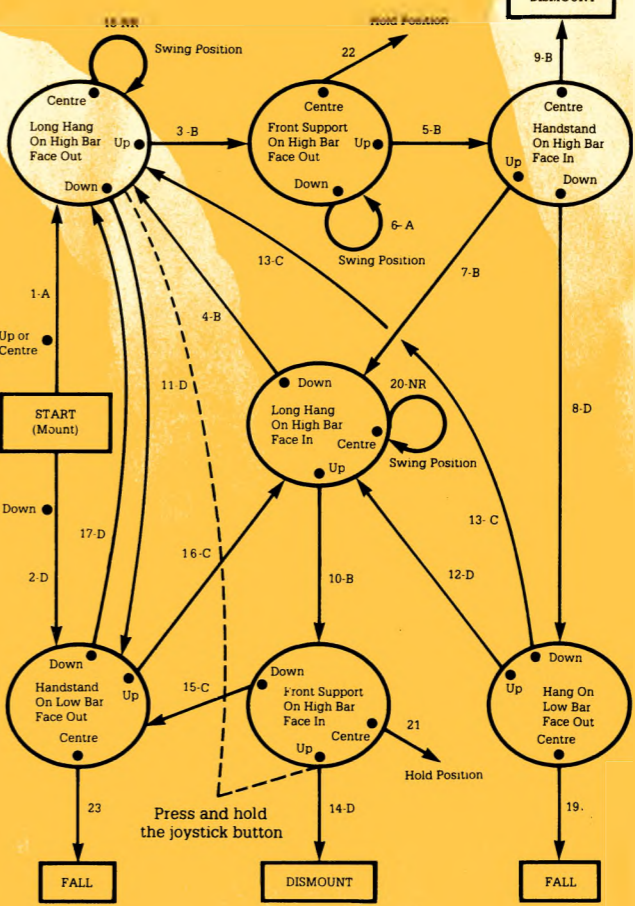 DISMOUNT
18-NR
Hold Position
Swing Position
22
9-B
Centre
Centre
Centre
Long Hang
On High Bar
Face Out
Up
3-B
Front Support
On High Bar
Face Out
Up
5-B
Handstand
On High Bar
Face In
Up
Down
Down
Down
6-A
Swing Position
13-C
7-B
1-A
4-B
Up or
Centre
11-D
20-NR
Down
8-D
START
(Mount)
Long Hang
On High Bar
Face In
Centre
Swing Position
Up
Down
17-D
13-C
16-C
2-D
10-B
12-D
Down
Up
Handstand
On Low Bar
Face Out
Centre
15-C
Down
Front Support
On High Bar
Face In
Centre
Up
21
Hold Position
Down
Up
Hang On
Low Bar
Face Out
Centre
23
Press and hold
the joystick button
14-D
19.
FALL
DISMOUNT
FALL